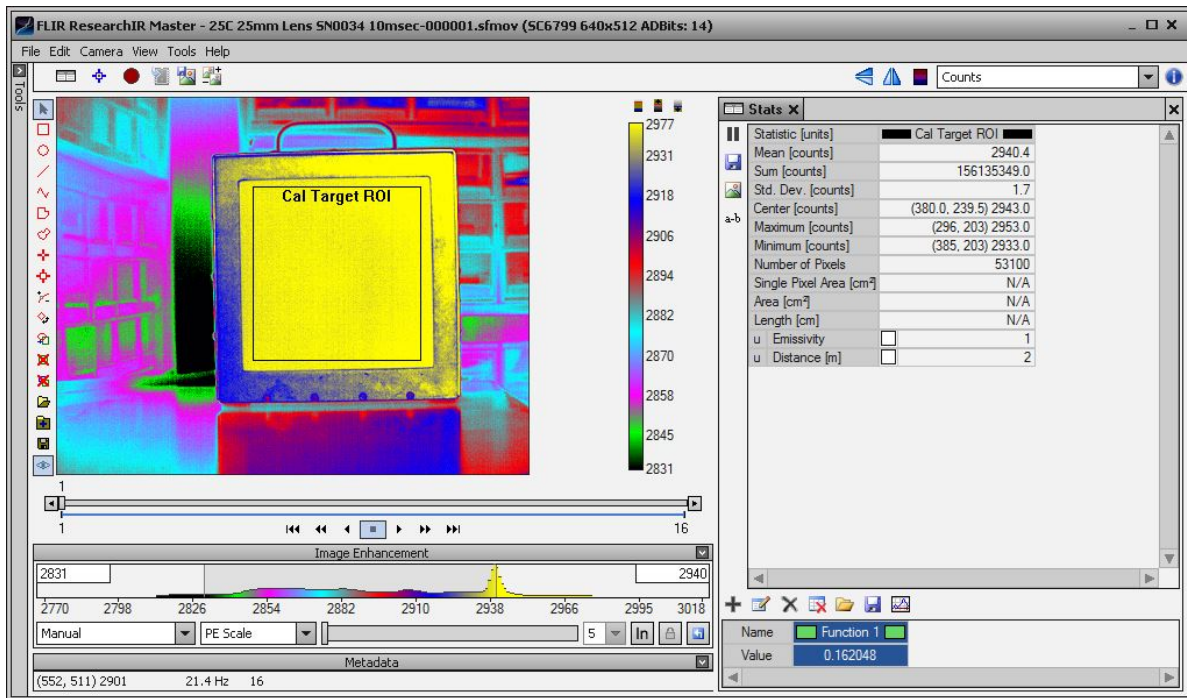 FLIR ResearchIR Master - 25C 25mm Lens SN0034 10msec-000001.sfmov (SC6799 640x512 ADBits: 14)
File Edit Camera View Tools Help
Tools
Counts
Cal Target ROI
2977
2931
2918
2906
2894
2882
2870
2858
2845
2831
1
1 16
Image Enhancement
2831 2940
2770 2798 2826 2854 2882 2910 2938 2966 2995 3018
Manual PE Scale 5 In
Metadata
(552, 511) 2901 21.4 Hz 16
Stats
a-b
Statistic [units] Cal Target ROI
Mean [counts] 2940.4
Sum [counts] 156135349.0
Std. Dev. [counts] 1.7
Center [counts] (380.0, 239.5) 2943.0
Maximum [counts] (296, 203) 2953.0
Minimum [counts] (385, 203) 2933.0
Number of Pixels 53100
Single Pixel Area [cm²] N/A
Area [cm²] N/A
Length [cm] N/A
u Emissivity 1
u Distance [m] 2
Name Function 1
Value 0.162048